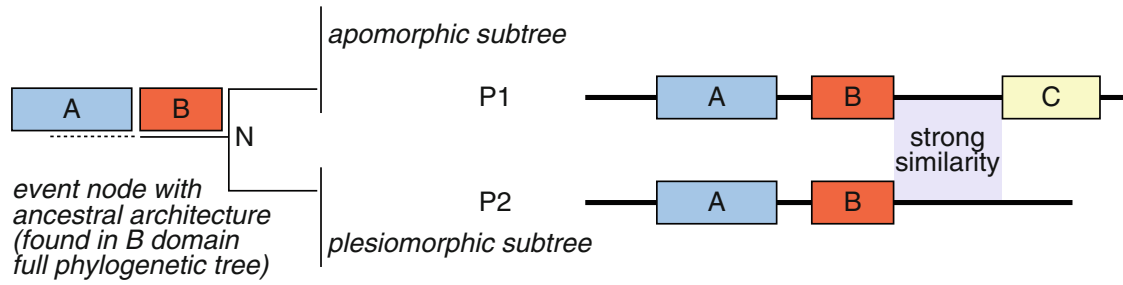 apomorphic subtree
A B
N
event node with
ancestral architecture
(found in B domain
full phylogenetic tree)
plesiomorphic subtree
P1 A B C
strong
similarity
P2 A B